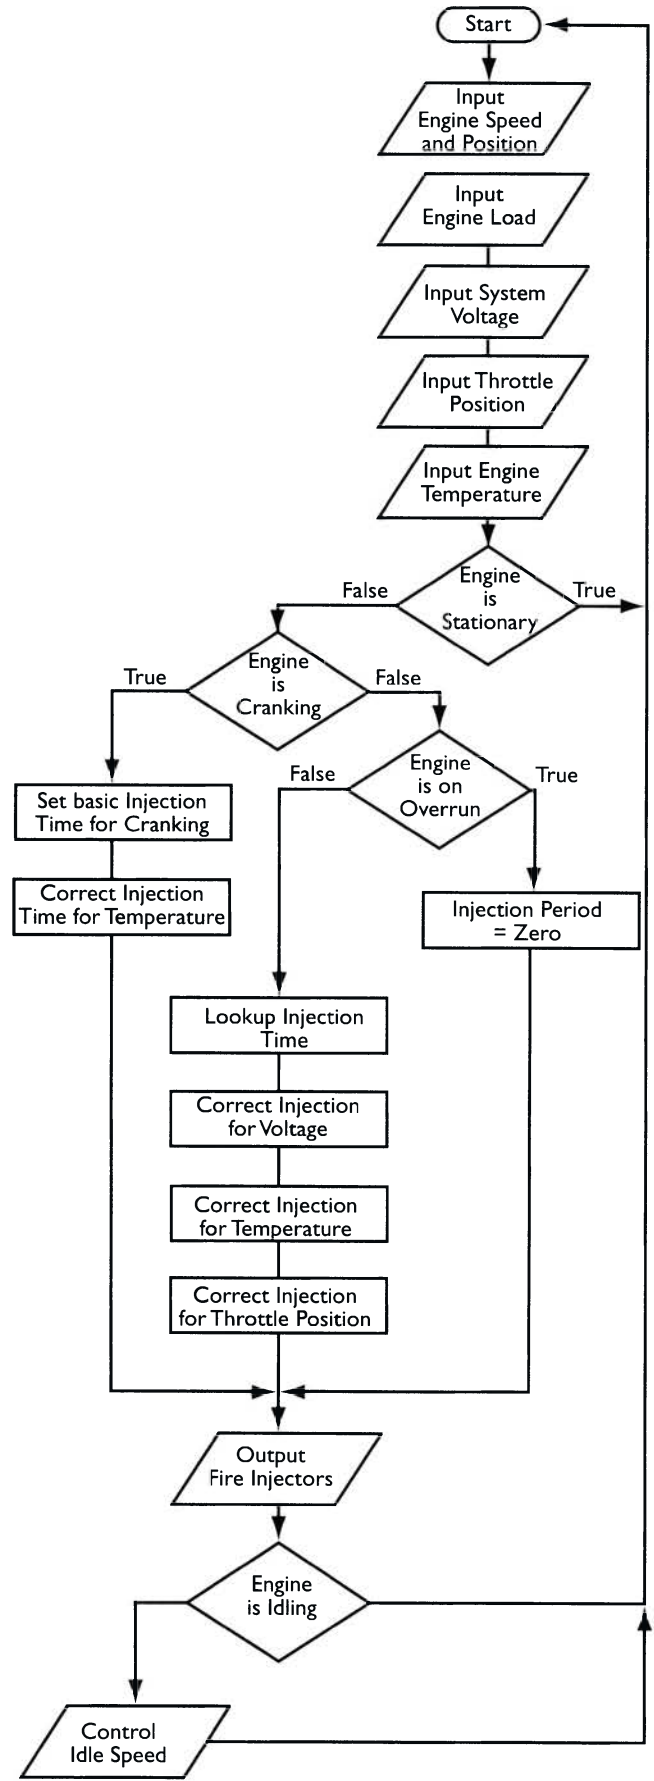 Start
Input
Engine Speed
and Position
Input
Engine Load
Input System
Voltage
Input Throttle
Position
Input Engine
Temperature
Engine
is
Stationary
False
True
Engine
is
Cranking
True
False
Engine
is on
Overrun
False
True
Set basic Injection
Time for Cranking
Correct Injection
Time for Temperature
Injection Period
= Zero
Lookup Injection
Time
Correct Injection
for Voltage
Correct Injection
for Temperature
Correct Injection
for Throttle Position
Output
Fire Injectors
Engine
is Idling
Control
Idle Speed